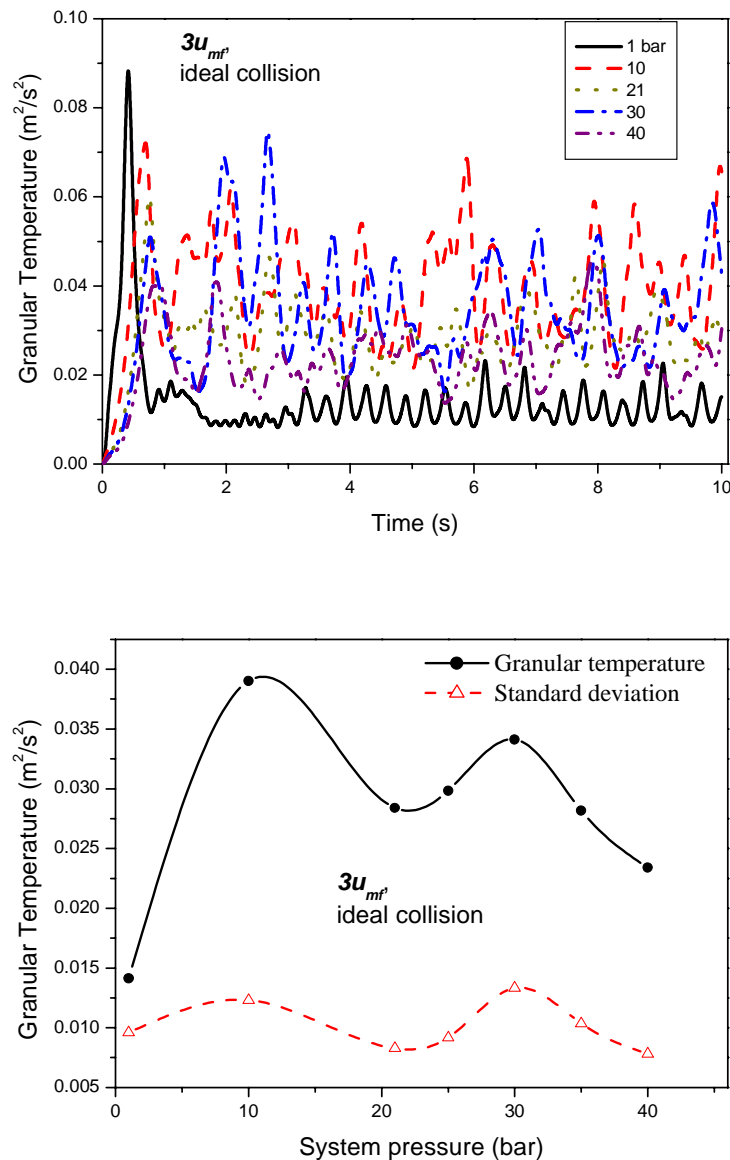 0.10
0.08
0.06
0.04
0.02
0.00
Granular Temperature (m²/s²)
3u_mf,
ideal collision
1 bar
10
21
30
40
0
2
4
6
8
10
Time (s)
0.040
0.035
0.030
0.025
0.020
0.015
0.010
0.005
Granular Temperature (m²/s²)
Granular temperature
Standard deviation
3u_mf,
ideal collision
0
10
20
30
40
System pressure (bar)